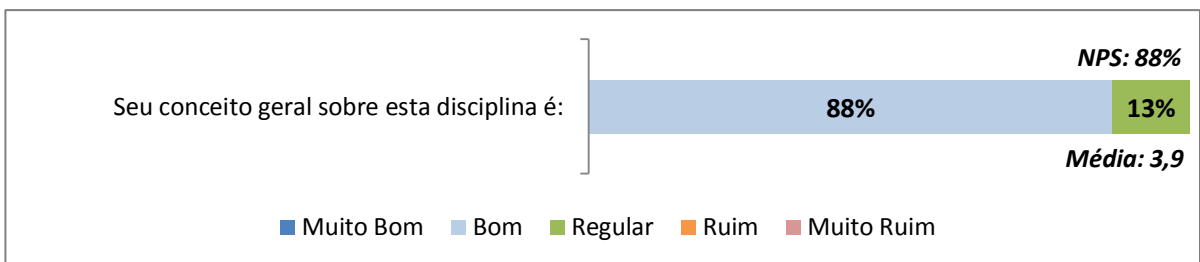 NPS: 88%
Seu conceito geral sobre esta disciplina é:
88%
13%
Média: 3,9
Muito Bom Bom Regular Ruim Muito Ruim